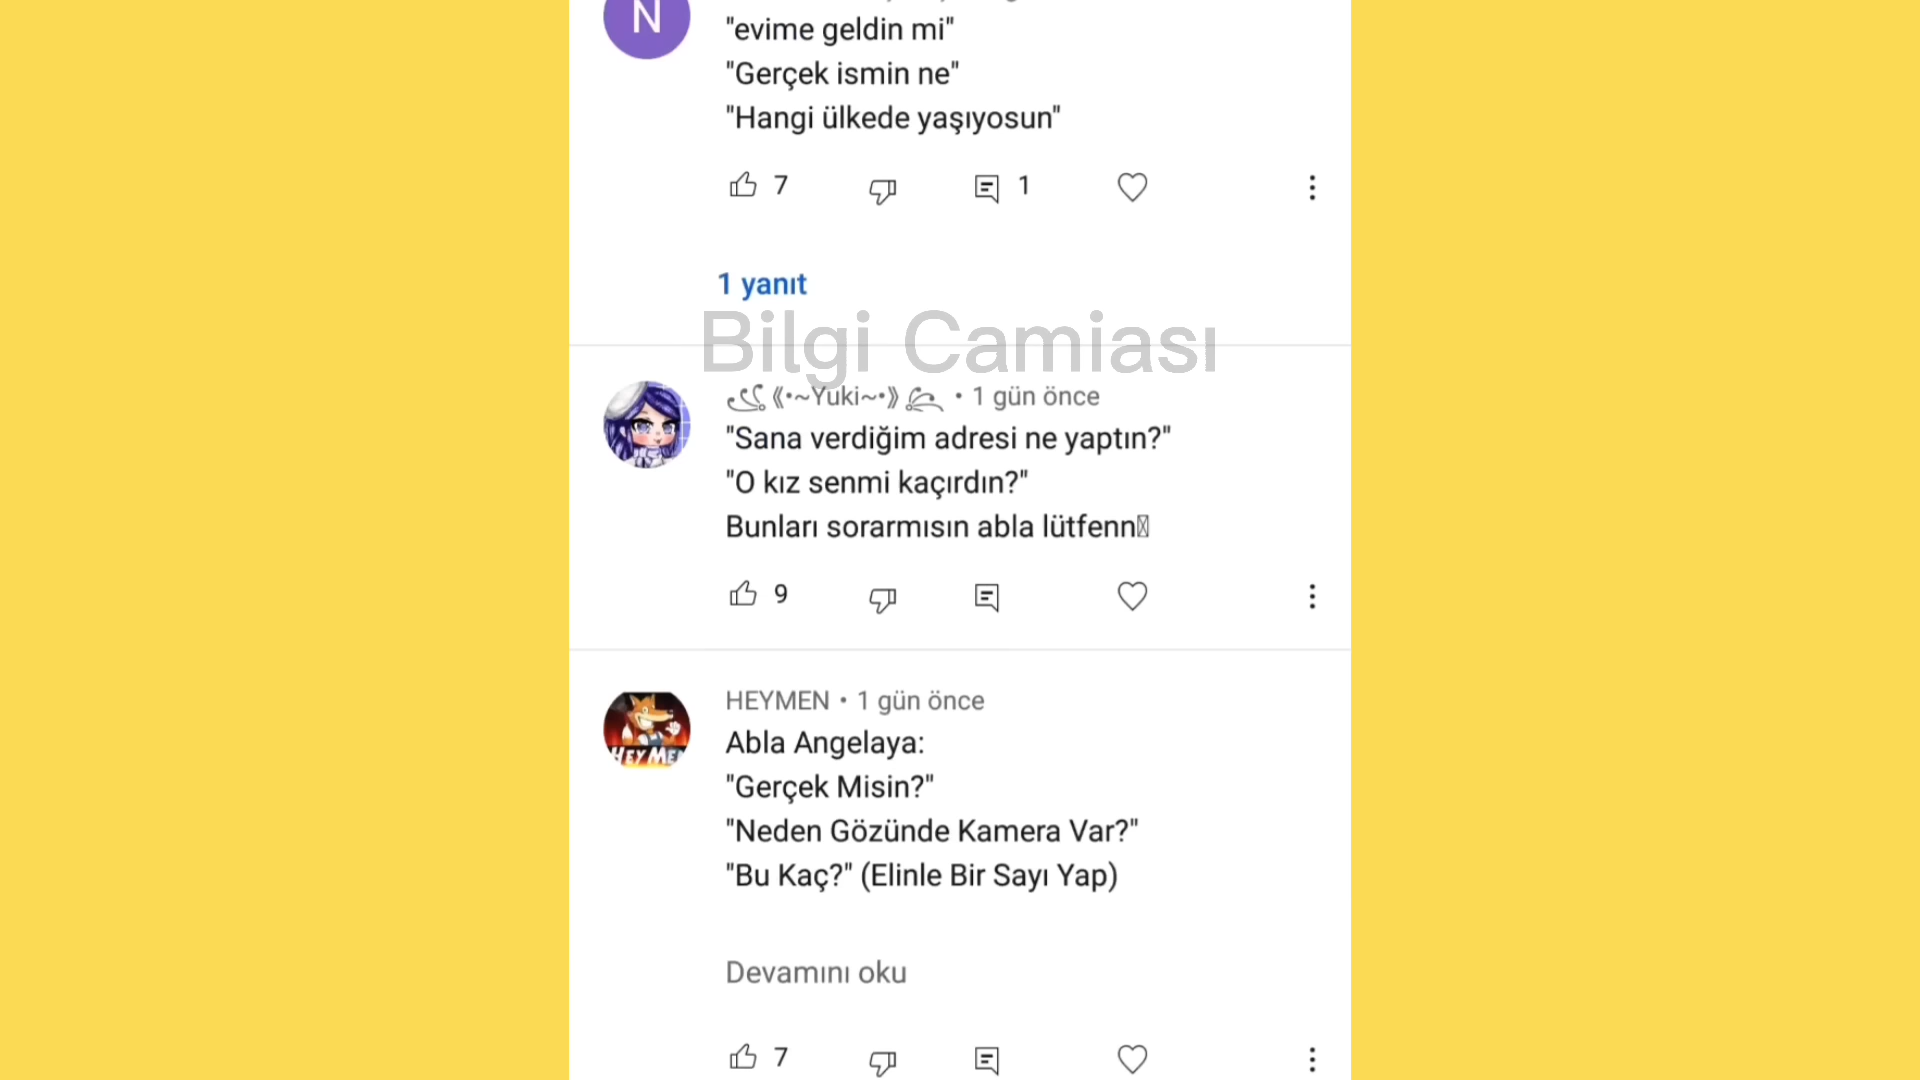 N
"evime geldin mi"
"Gerçek ismin ne"
"Hangi ülkede yaşıyosun"
7
1
1 yanıt
Bilgi Camiası
《•~Yuki~•》 • 1 gün önce
"Sana verdiğim adresi ne yaptın?"
"O kız senmi kaçırdın?"
Bunları sorarmısın abla lütfenn
9
HEYMEN • 1 gün önce
HEY MEN
Abla Angelaya:
"Gerçek Misin?"
"Neden Gözünde Kamera Var?"
"Bu Kaç?" (Elinle Bir Sayı Yap)
Devamını oku
7